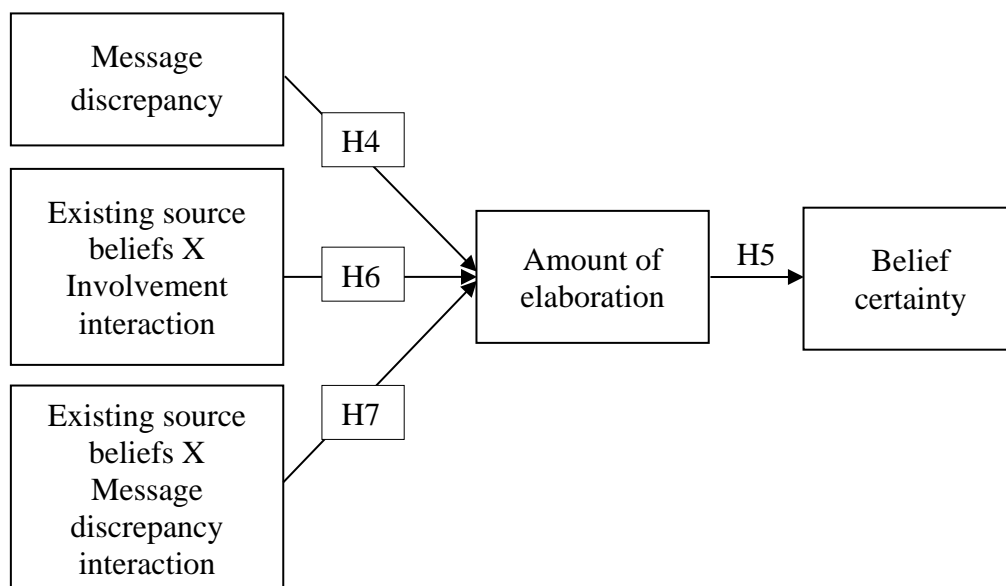 Message
discrepancy
H4
Existing source
beliefs X
Involvement
interaction
H6
Existing source
beliefs X
Message
discrepancy
interaction
H7
Amount of
elaboration
H5
Belief
certainty